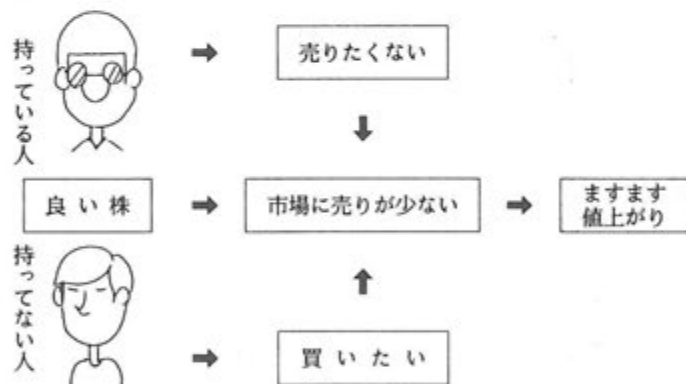 持っている人
売りたくない
良い株
市場に売りが少ない
ますます
値上がり
持ってない人
買いたい